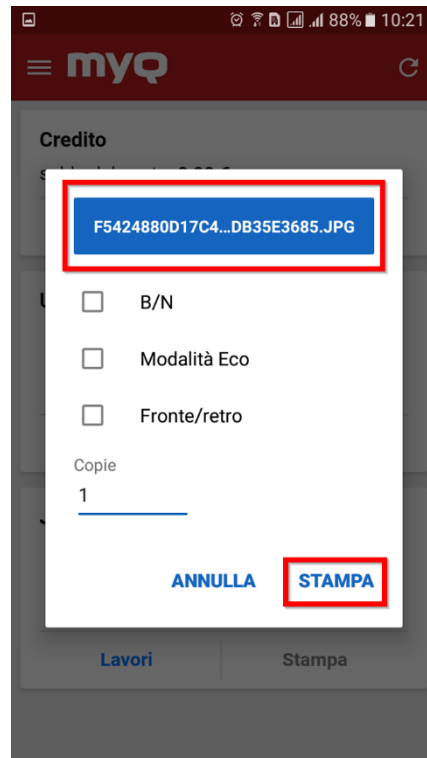 88% 10:21
myQ
Credito
F5424880D17C4...DB35E3685.JPG
B/N
Modalità Eco
Fronte/retro
Copie
1
ANNULLA STAMPA
Lavori Stampa